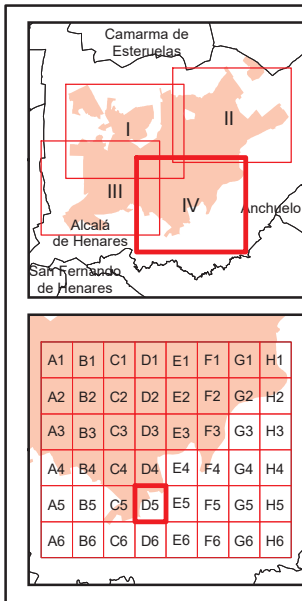 Camarma de
Esteruelas
I
II
III
IV
Anchuelo
Alcalá
de Henares
San Fernando
de Henares
A1 B1 C1 D1 E1 F1 G1 H1
A2 B2 C2 D2 E2 F2 G2 H2
A3 B3 C3 D3 E3 F3 G3 H3
A4 B4 C4 D4 E4 F4 G4 H4
A5 B5 C5 D5 E5 F5 G5 H5
A6 B6 C6 D6 E6 F6 G6 H6